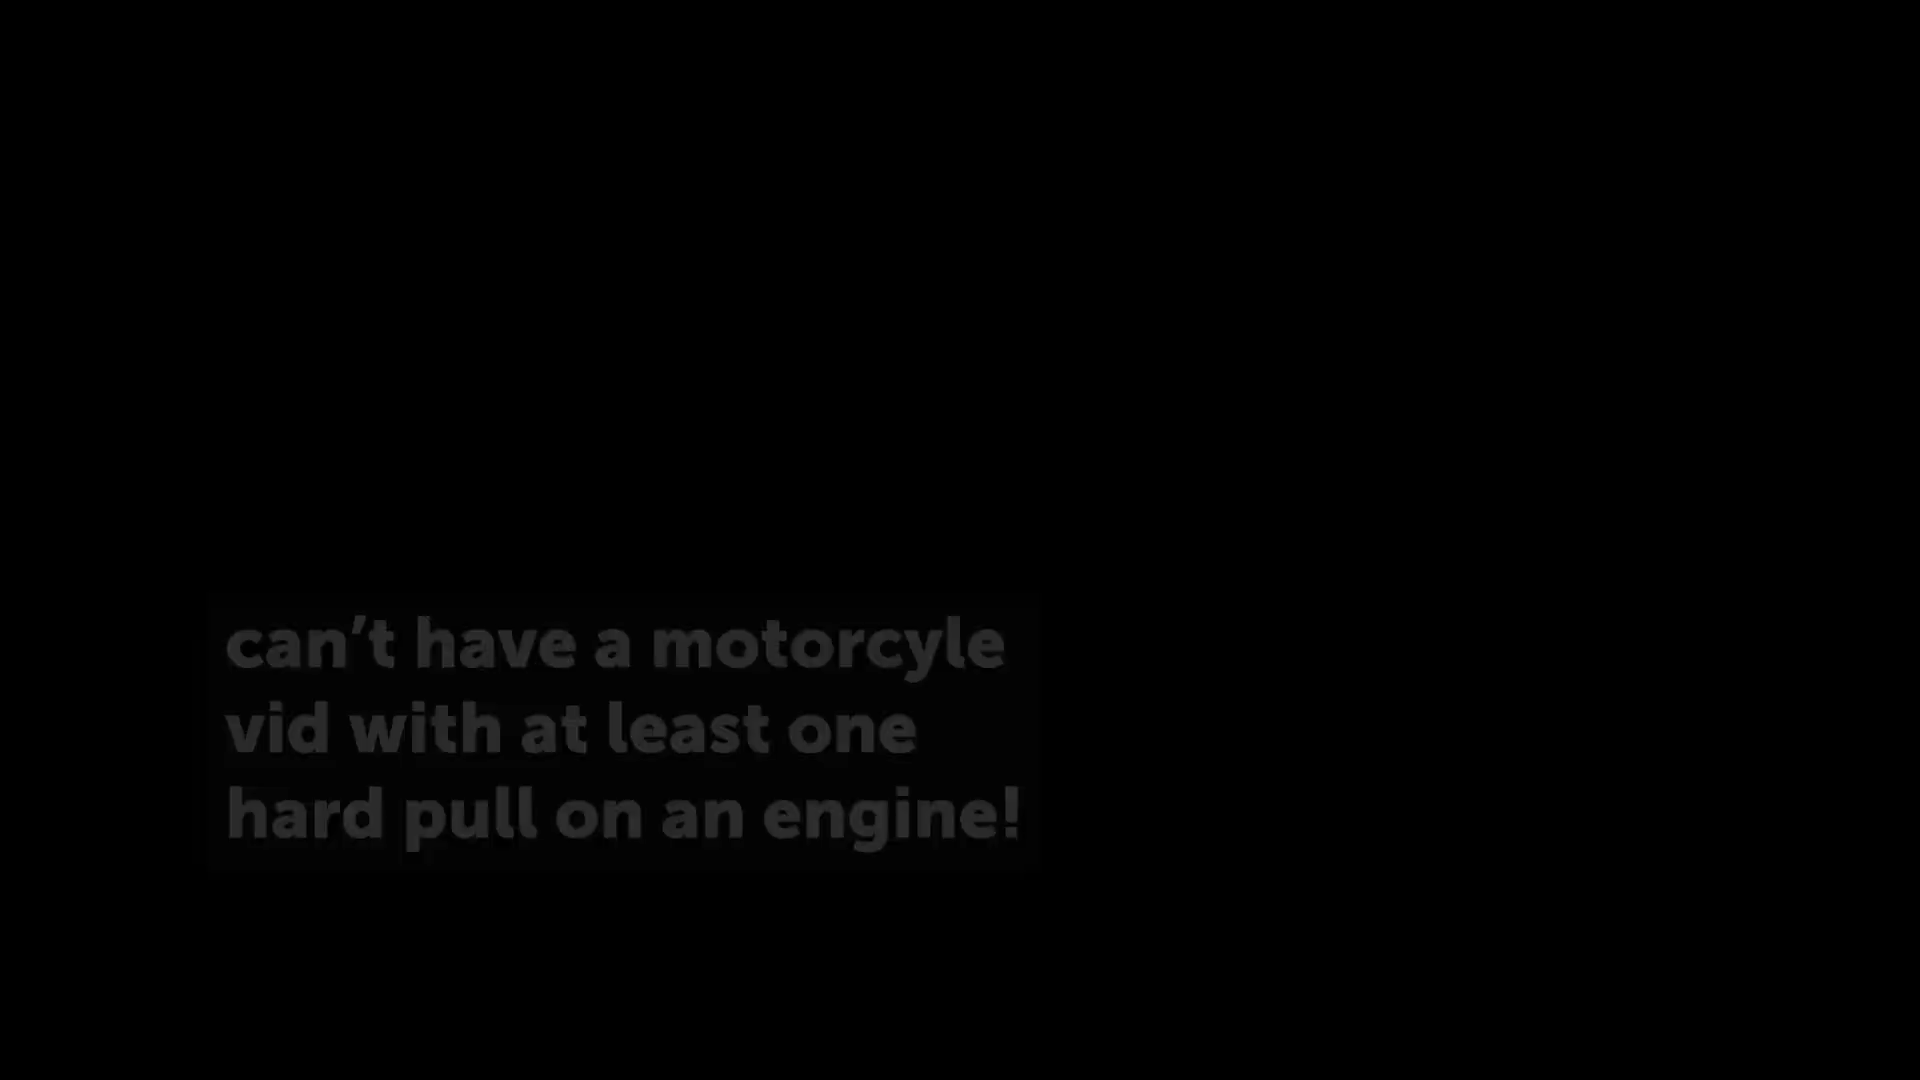 can’t have a motorcyle
vid with at least one
hard pull on an engine!